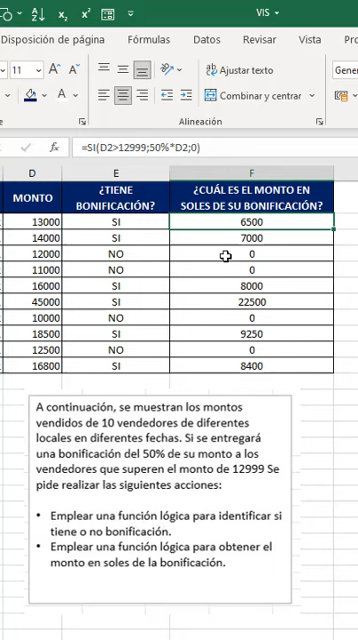 VIS
Disposición de página Fórmulas Datos Revisar Vista
11 Ajustar texto
Combinar y centrar
Alineación
=SI(D2>12999;50%*D2;0)
D E F
MONTO ¿TIENE BONIFICACIÓN? ¿CUÁL ES EL MONTO EN SOLES DE SU BONIFICACIÓN?
13000 SI 6500
14000 SI 7000
12000 NO 0
11000 NO 0
16000 SI 8000
45000 SI 22500
10000 NO 0
18500 SI 9250
12500 NO 0
16800 SI 8400
A continuación, se muestran los montos
vendidos de 10 vendedores de diferentes
locales en diferentes fechas. Si se entregará
una bonificación del 50% de su monto a los
vendedores que superen el monto de 12999 Se
pide realizar las siguientes acciones:
• Emplear una función lógica para identificar si
tiene o no bonificación.
• Emplear una función lógica para obtener el
monto en soles de la bonificación.